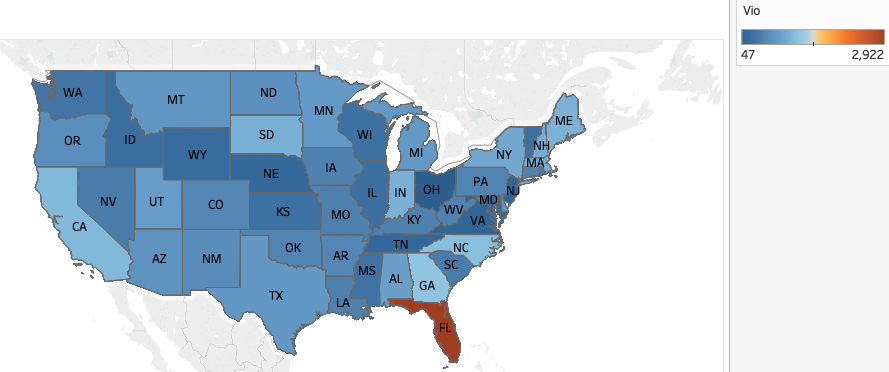 Vio
47 2,922
WA
MT
ND
MN
ME
OR
ID
SD
WI
MI
NY
NH
MA
WY
IA
NE
PA
NJ
NV
UT
CO
IL
IN
OH
MD
WV
VA
CA
KS
MO
KY
AZ
NM
OK
AR
TN
NC
SC
TX
LA
MS
AL
GA
FL